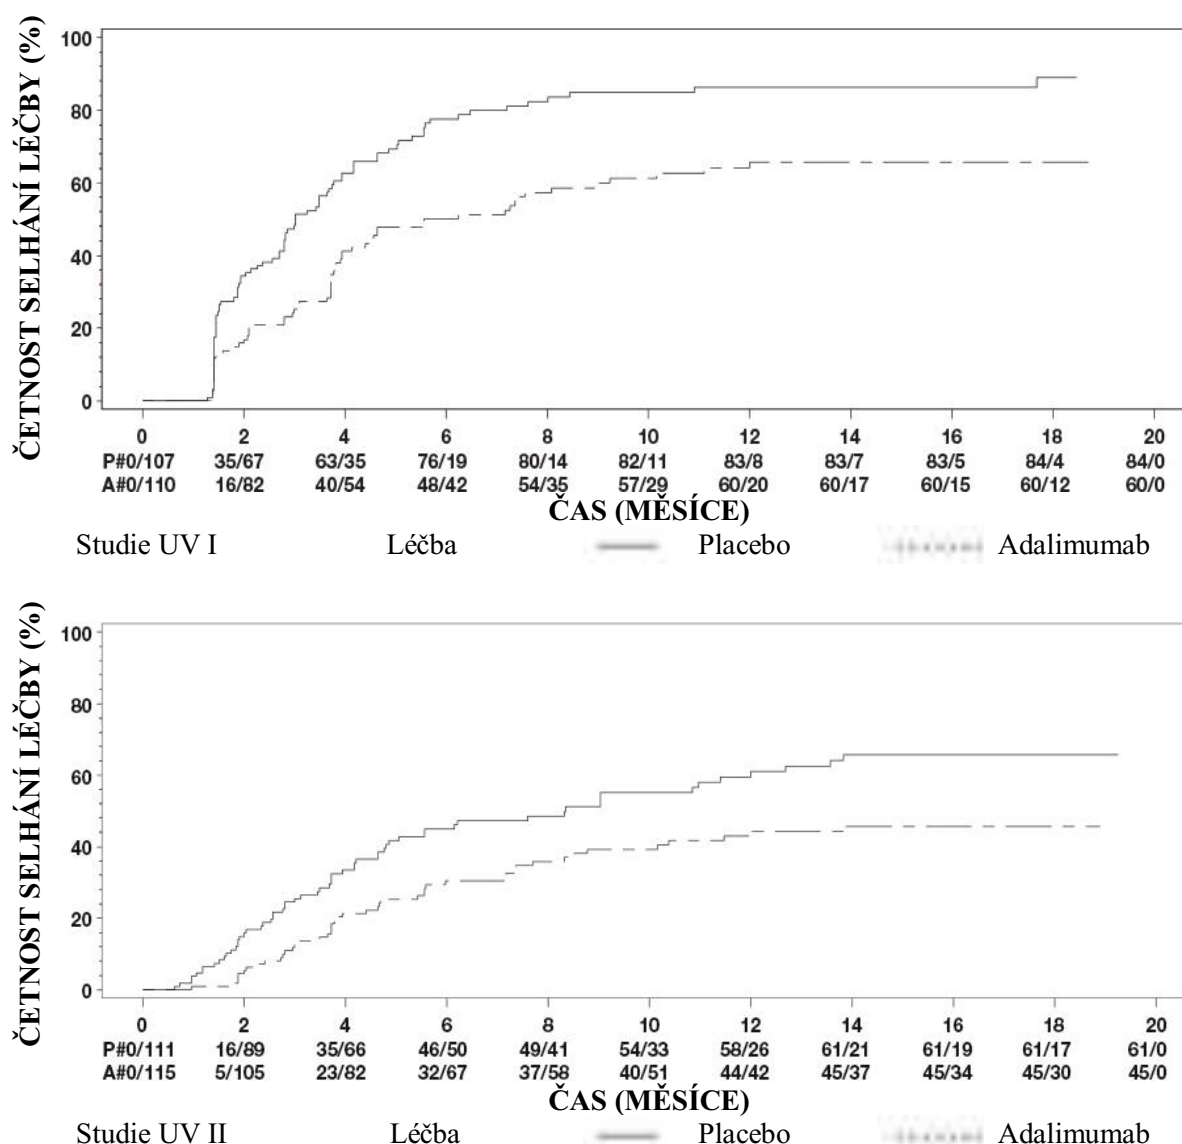 ČETNOST SELHÁNÍ LÉČBY (%)
100
80
60
40
20
0
0 2 4 6 8 10 12 14 16 18 20
P#0/107 35/67 63/35 76/19 80/14 82/11 83/8 83/7 83/5 84/4 84/0
A#0/110 16/82 40/54 48/42 54/35 57/29 60/20 60/17 60/15 60/12 60/0
ČAS (MĚSÍCE)
Studie UV I Léčba Placebo Adalimumab
ČETNOST SELHÁNÍ LÉČBY (%)
100
80
60
40
20
0
0 2 4 6 8 10 12 14 16 18 20
P#0/111 16/89 35/66 46/50 49/41 54/33 58/26 61/21 61/19 61/17 61/0
A#0/115 5/105 23/82 32/67 37/58 40/51 44/42 45/37 45/34 45/30 45/0
ČAS (MĚSÍCE)
Studie UV II Léčba Placebo Adalimumab